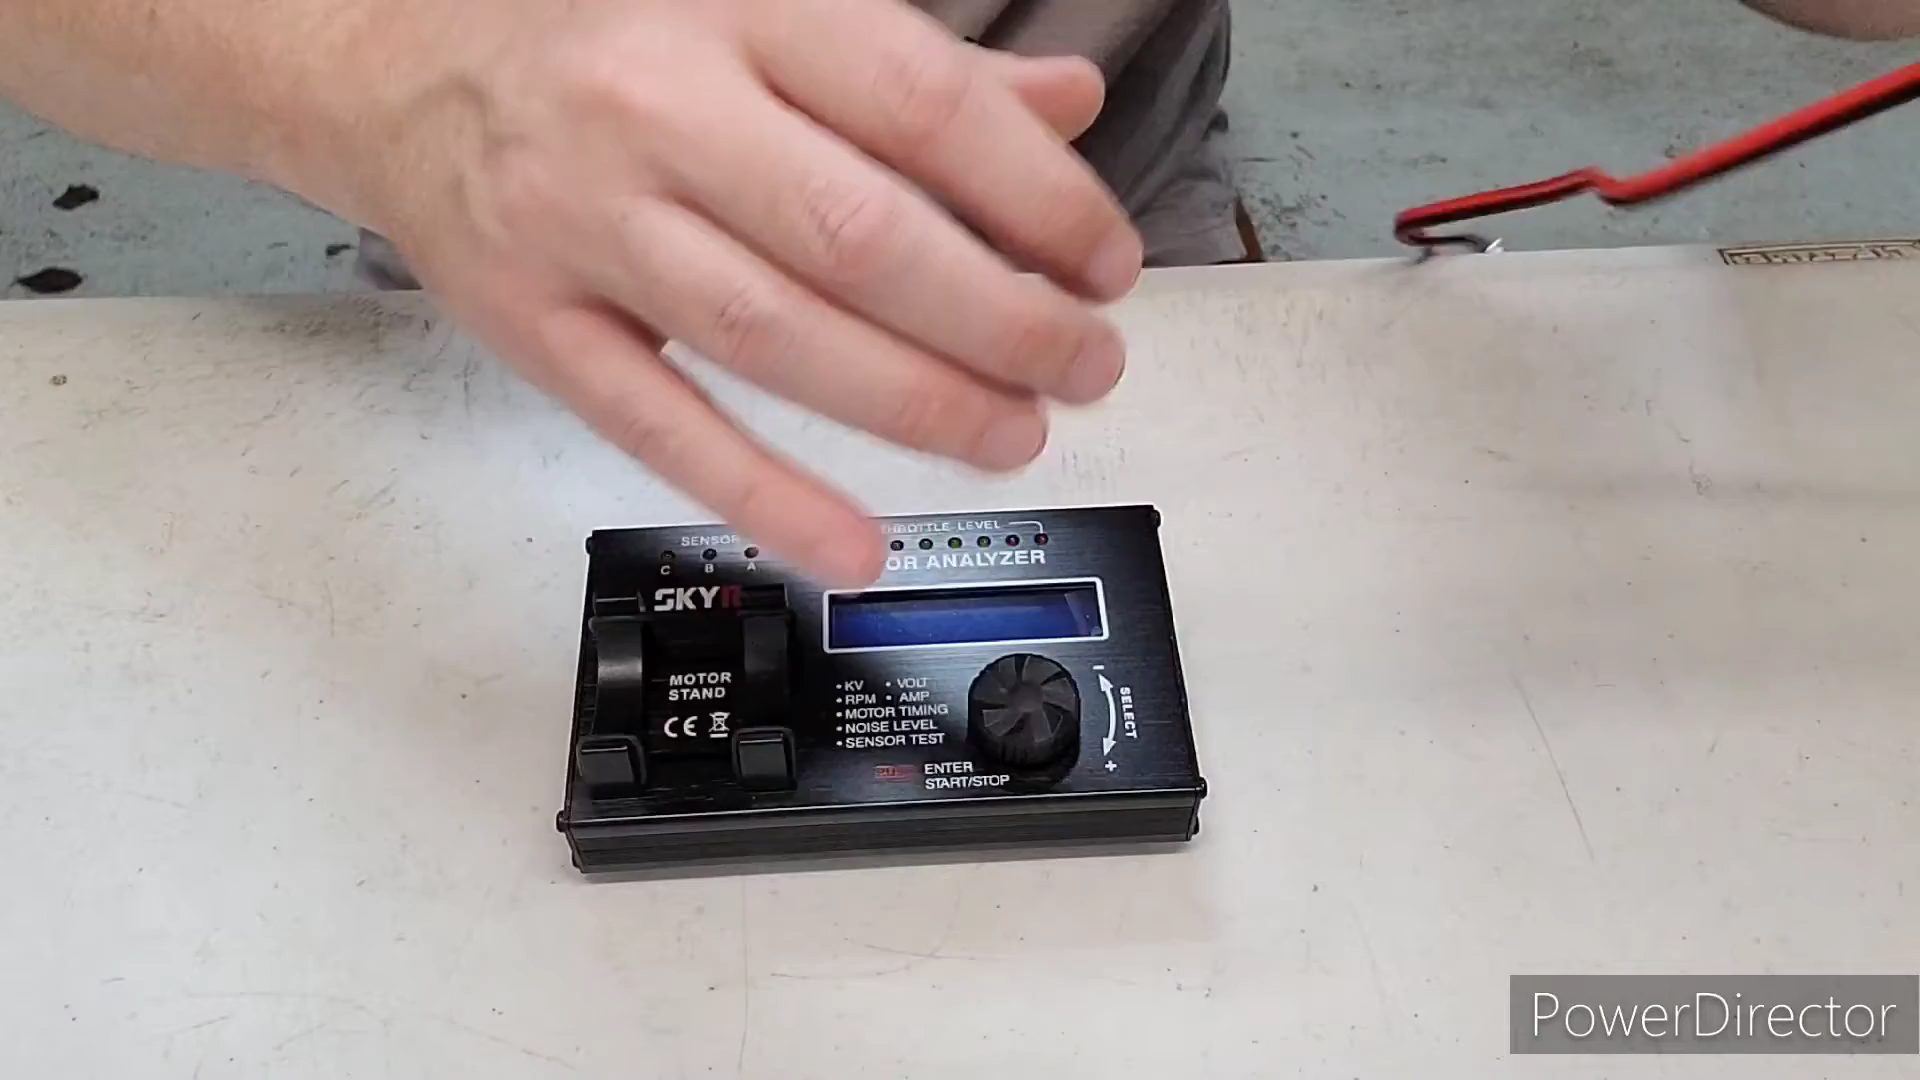 SENSOR
THROTTLE LEVEL
C B A
OR ANALYZER
SKYR
MOTOR
STAND
CE
• KV • VOLT
• RPM • AMP
• MOTOR TIMING
• NOISE LEVEL
• SENSOR TEST
ENTER
START/STOP
−
SELECT
+
PowerDirector